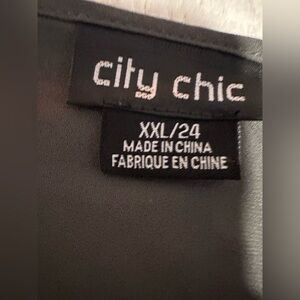 city chic
XXL/24
MADE IN CHINA
FABRIQUE EN CHINE